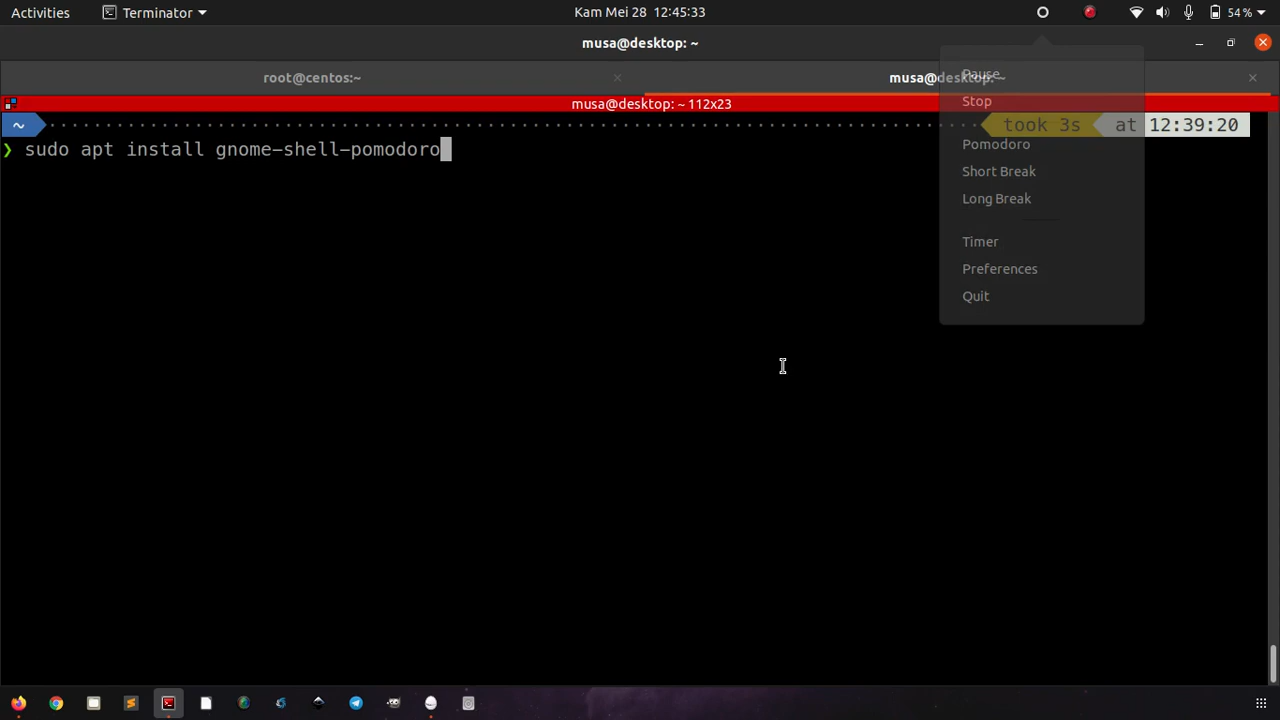 Activities Terminator Kam Mei 28 12:45:33 54 %
musa@desktop: ~
root@centos:~ musa@desktop: ~
musa@desktop: ~ 112x23
~ took 3s at 12:39:20
❯ sudo apt install gnome-shell-pomodoro
Pause
Stop
Pomodoro
Short Break
Long Break
Timer
Preferences
Quit